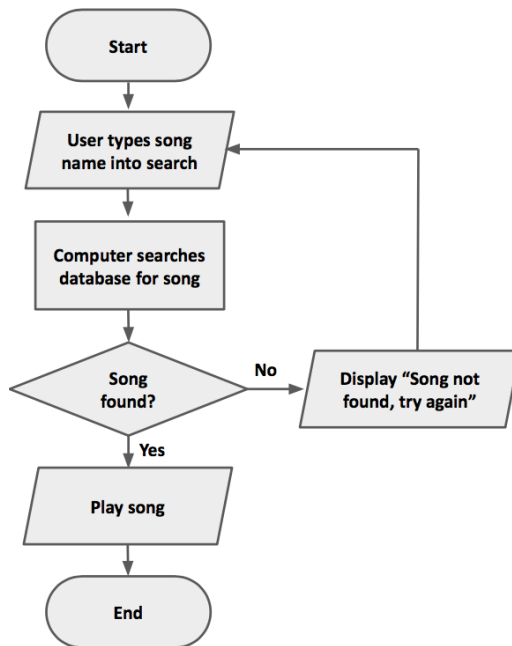 Start
User types song
name into search
Computer searches
database for song
Song
found?
No
Display “Song not
found, try again”
Yes
Play song
End